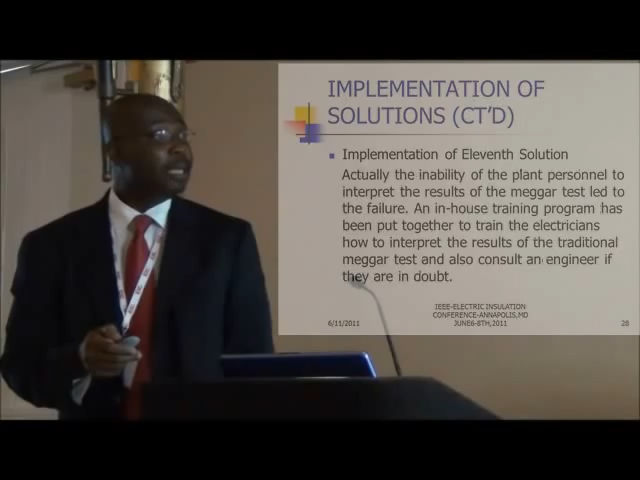 IMPLEMENTATION OF
SOLUTIONS (CT'D)
Implementation of Eleventh Solution
Actually the inability of the plant personnel to
interpret the results of the meggar test led to
the failure. An in-house training program has
been put together to train the electricians
how to interpret the results of the traditional
meggar test and also consult an engineer if
they are in doubt.
6/11/2011
IEEE-ELECTRIC INSULATION
CONFERENCE-ANNAPOLIS,MD
JUNE6-8TH,2011
28